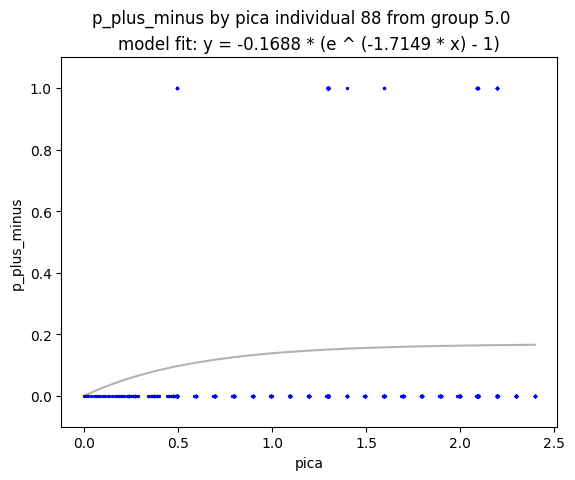 p_plus_minus by pica individual 88 from group 5.0
model fit: y = -0.1688 * (e ^ (-1.7149 * x) - 1)
1.0
0.8
0.6
0.4
0.2
0.0
p_plus_minus
0.0 0.5 1.0 1.5 2.0 2.5
pica